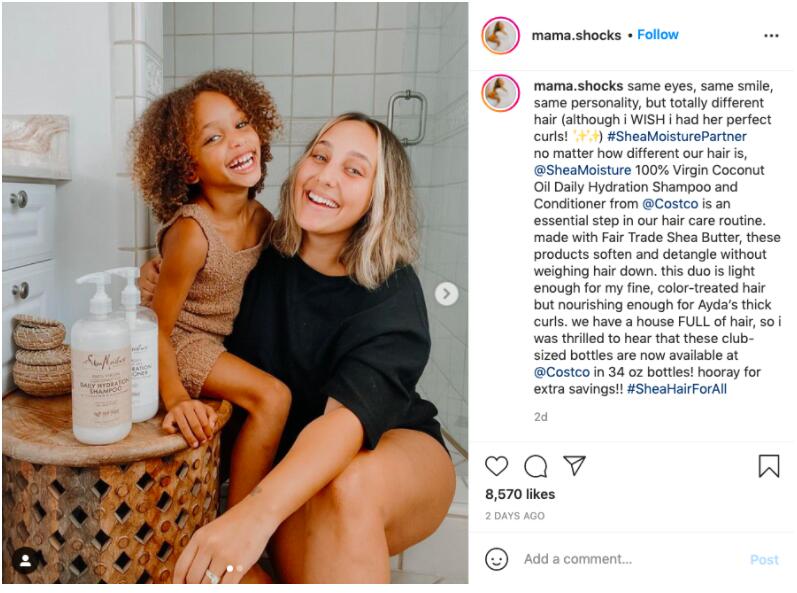 mama.shocks • Follow
mama.shocks same eyes, same smile,
same personality, but totally different
hair (although i WISH i had her perfect
curls! ✨✨) #SheaMoisturePartner
no matter how different our hair is,
@SheaMoisture 100% Virgin Coconut
Oil Daily Hydration Shampoo and
Conditioner from @Costco is an
essential step in our hair care routine.
made with Fair Trade Shea Butter, these
products soften and detangle without
weighing hair down. this duo is light
enough for my fine, color-treated hair
but nourishing enough for Ayda's thick
curls. we have a house FULL of hair, so i
was thrilled to hear that these club-
sized bottles are now available at
@Costco in 34 oz bottles! hooray for
extra savings!! #SheaHairForAll
2d
8,570 likes
2 DAYS AGO
Add a comment...
Post
SheaMoisture
100% VIRGIN
DAILY HYDRATION
SHAMPOO